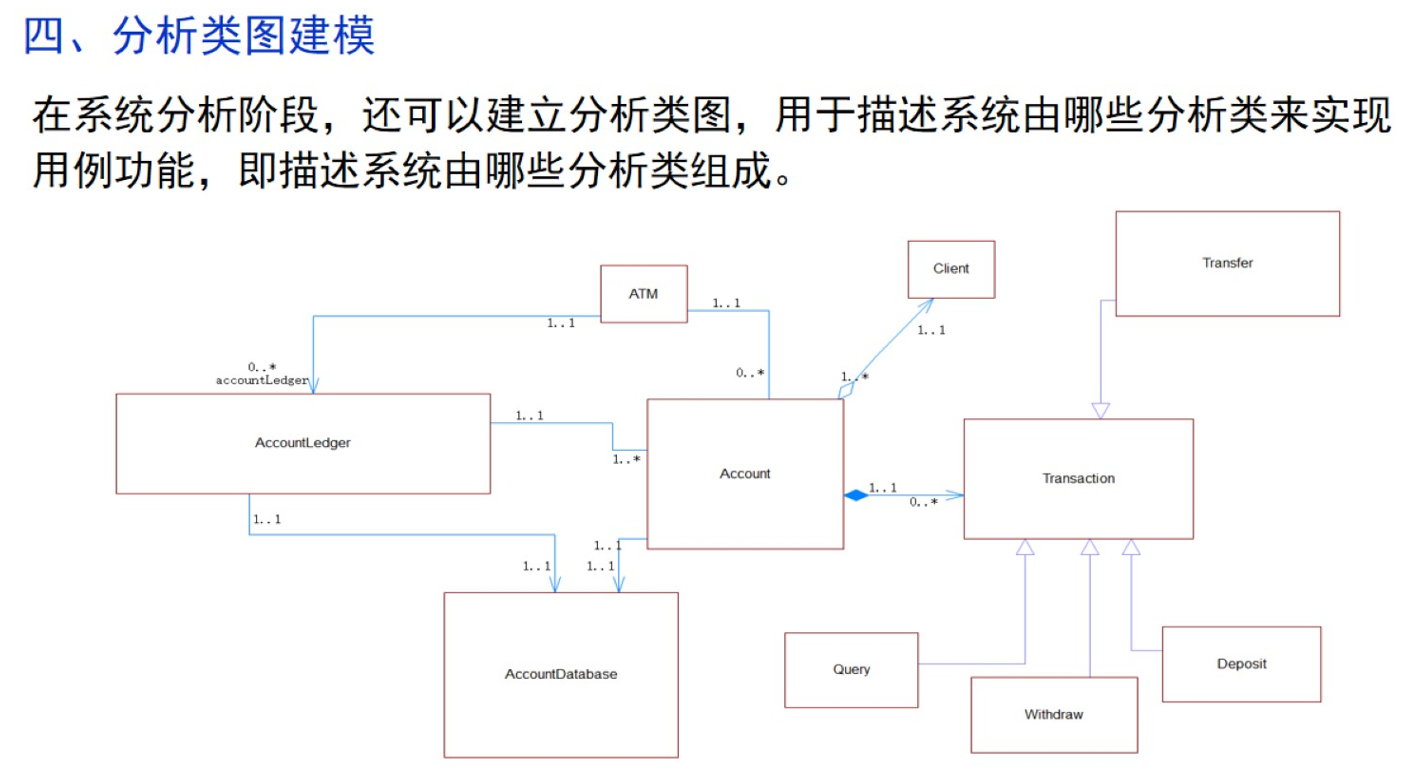 四、分析类图建模
在系统分析阶段，还可以建立分析类图，用于描述系统由哪些分析类来实现
用例功能，即描述系统由哪些分析类组成。
Transfer
Client
ATM
1..1
1..1
1..1
0..*
accountLedger
0..*
1..*
AccountLedger
1..1
1..*
Account
Transaction
1..1
0..*
1..1
1..1
1..1
1..1
AccountDatabase
Query
Deposit
Withdraw